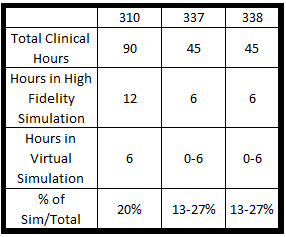 310 337 338
Total Clinical
Hours 90 45 45
Hours in High
Fidelity
Simulation 12 6 6
Hours in
Virtual
Simulation 6 0-6 0-6
% of
Sim/Total 20% 13-27% 13-27%